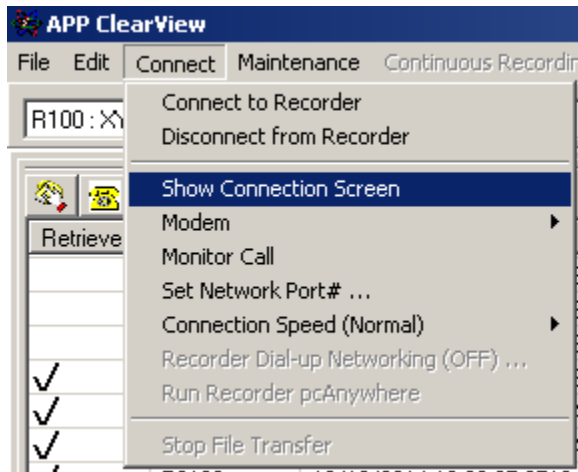 APP ClearView
File Edit Connect Maintenance Continuous
R100 : XY
Connect to Recorder
Disconnect from Recorder
Show Connection Screen
Retrieve
Modem
Monitor Call
Set Network Port# ...
Connection Speed (Normal)
Recorder Dial-up Networking (OFF) ...
Run Recorder pcAnywhere
Stop File Transfer